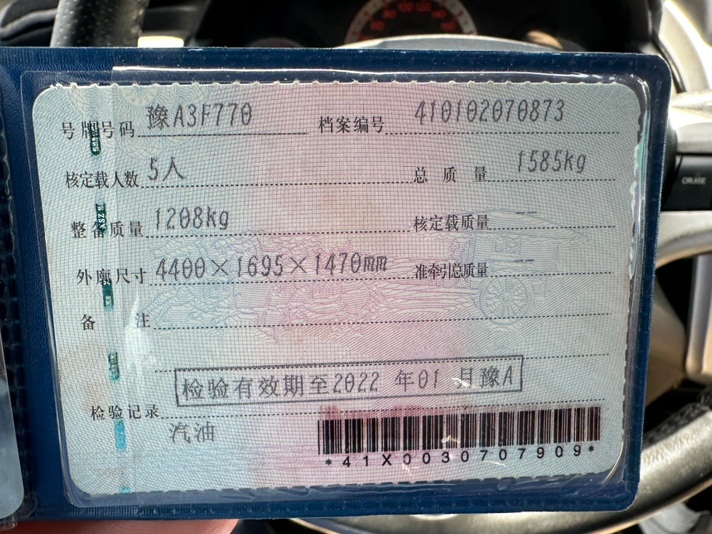 号牌号码 豫A3F770 档案编号 410102070873
核定载人数 5人 总质量 1585kg
整备质量 1208kg 核定载质量 --
外廓尺寸 4400×1695×1470mm 准牵引总质量 --
备注
检验有效期至2022年01月豫A
检验记录
汽油
*41X0030707909*
CRUISE